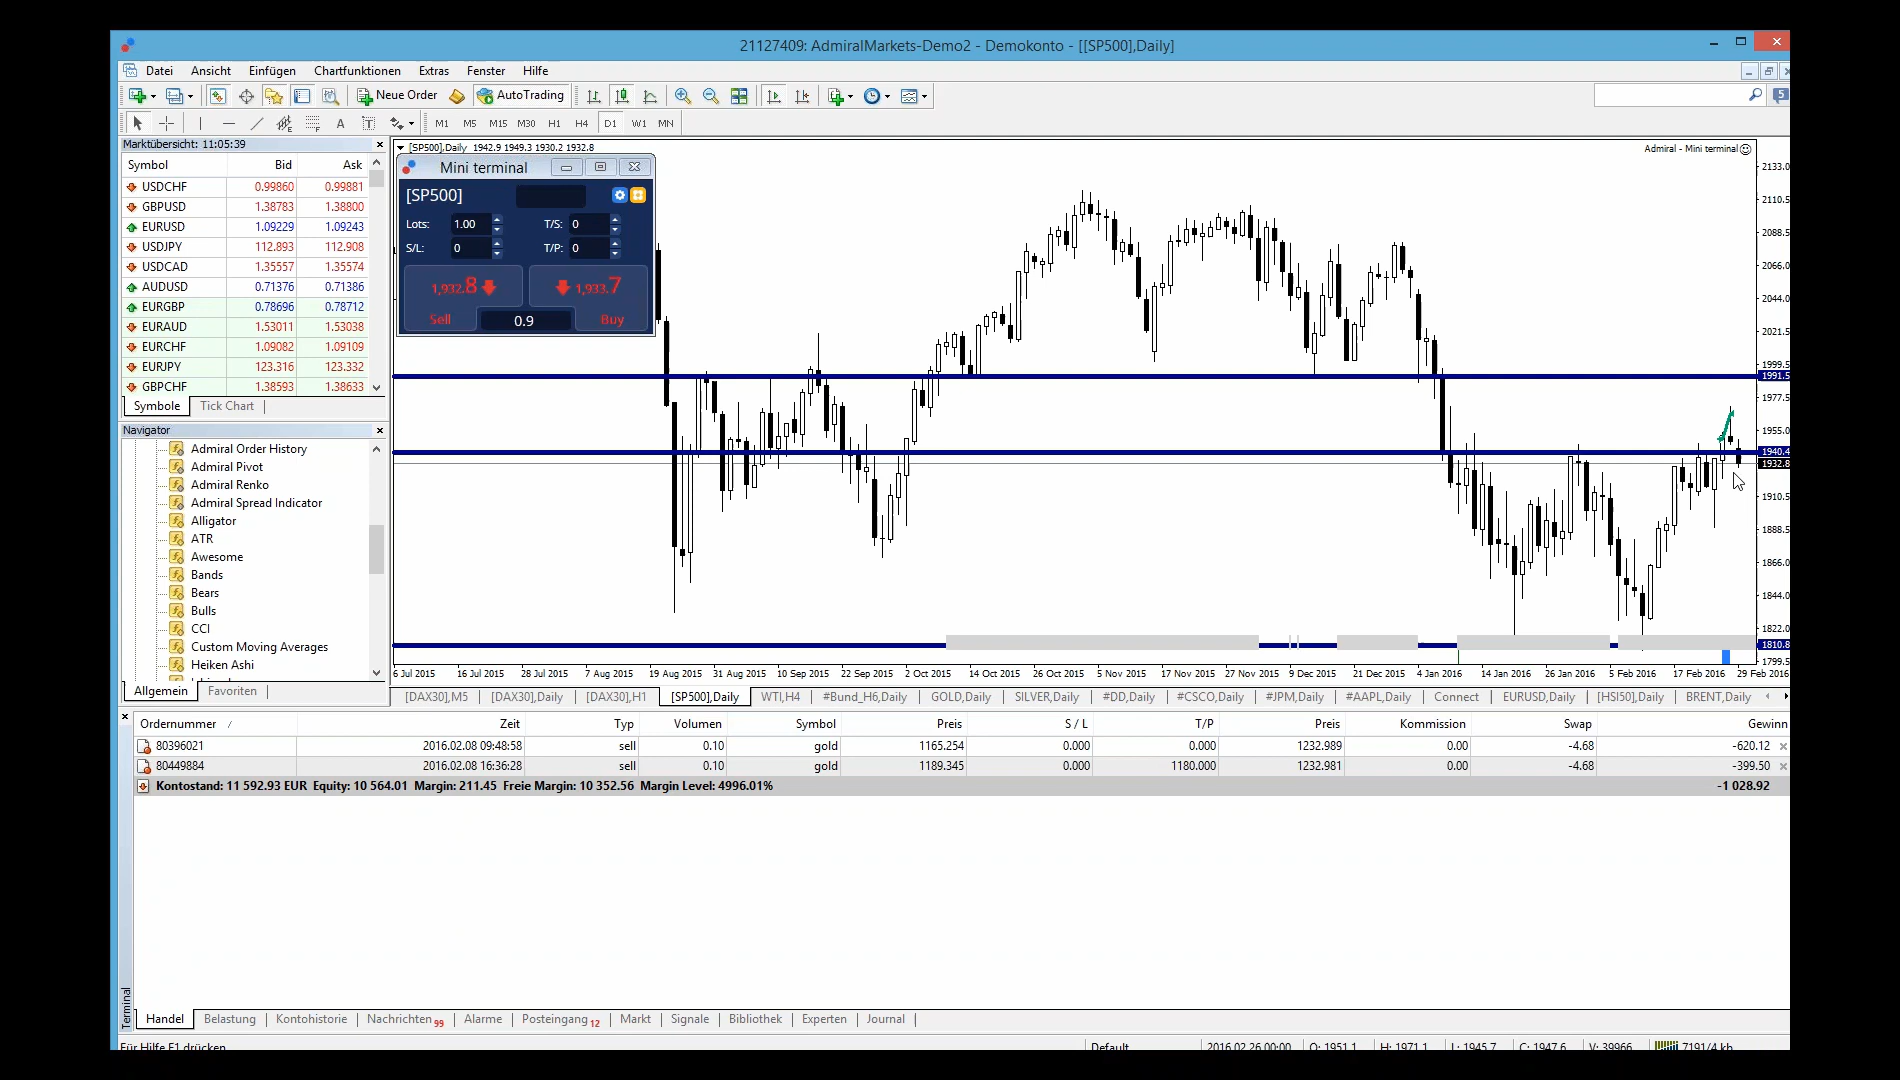 21127409: AdmiralMarkets-Demo2 - Demokonto - [[SP500],Daily]
Datei Ansicht Einfügen Chartfunktionen Extras Fenster Hilfe
Neue Order AutoTrading
5
A T M1 M5 M15 M30 H1 H4 D1 W1 MN
Marktübersicht: 11:05:39
Symbol Bid Ask
USDCHF 0.99860 0.99881
GBPUSD 1.38783 1.38800
EURUSD 1.09229 1.09243
USDJPY 112.893 112.908
USDCAD 1.35557 1.35574
AUDUSD 0.71376 0.71386
EURGBP 0.78696 0.78712
EURAUD 1.53011 1.53038
EURCHF 1.09082 1.09109
EURJPY 123.316 123.332
GBPCHF 1.38593 1.38633
Symbole Tick Chart
Navigator
Admiral Order History
Admiral Pivot
Admiral Renko
Admiral Spread Indicator
Alligator
ATR
Awesome
Bands
Bears
Bulls
CCI
Custom Moving Averages
Heiken Ashi
Allgemein Favoriten
[SP500],Daily 1942.9 1949.3 1930.2 1932.8
Admiral - Mini terminal
Mini terminal
[SP500]
Lots: 1.00 T/S: 0
S/L: 0 T/P: 0
1,932.8 1,933.7
Sell 0.9 Buy
2133.0
2110.5
2088.5
2066.0
2044.0
2021.5
1999.5
1991.5
1977.5
1955.0
1940.4
1932.8
1910.5
1888.5
1866.0
1844.0
1822.0
1810.8
1799.5
6 Jul 2015 16 Jul 2015 28 Jul 2015 7 Aug 2015 19 Aug 2015 31 Aug 2015 10 Sep 2015 22 Sep 2015 2 Oct 2015 14 Oct 2015 26 Oct 2015 5 Nov 2015 17 Nov 2015 27 Nov 2015 9 Dec 2015 21 Dec 2015 4 Jan 2016 14 Jan 2016 26 Jan 2016 5 Feb 2016 17 Feb 2016 29 Feb 2016
[DAX30],M5 [DAX30],Daily [DAX30],H1 [SP500],Daily WTI,H4 #Bund_H6,Daily GOLD,Daily SILVER,Daily #DD,Daily #CSCO,Daily #JPM,Daily #AAPL,Daily Connect EURUSD,Daily [HSI50],Daily BRENT,Daily
Ordernummer / Zeit Typ Volumen Symbol Preis S / L T/P Preis Kommission Swap Gewinn
80396021 2016.02.08 09:48:58 sell 0.10 gold 1165.254 0.000 0.000 1232.989 0.00 -4.68 -620.12
80449884 2016.02.08 16:36:28 sell 0.10 gold 1189.345 0.000 1180.000 1232.981 0.00 -4.68 -399.50
Kontostand: 11 592.93 EUR Equity: 10 564.01 Margin: 211.45 Freie Margin: 10 352.56 Margin Level: 4996.01% -1 028.92
Terminal
Handel Belastung Kontohistorie Nachrichten 99 Alarme Posteingang 12 Markt Signale Bibliothek Experten Journal
Für Hilfe F1 drücken Default 2016.02.26 00:00 O: 1951.1 H: 1971.1 L: 1945.7 C: 1947.6 V: 39966 7191/4 kb